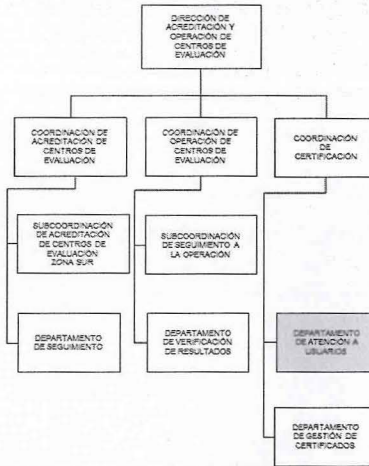 DIRECCIÓN DE
ACREDITACIÓN Y
OPERACIÓN DE
CENTROS DE
EVALUACIÓN
COORDINACION DE
ACREDITACIÓN DE
CENTROS DE
EVALUACIÓN
COORDINACIÓN DE
OPERACIÓN DE
CENTROS DE
EVALUACIÓN
COORDINACIÓN
DE
CERTIFICACIÓN
SUBCOORDINACIÓN
DE ACREDITACIÓN
DE CENTROS DE
EVALUACIÓN
ZONA SUR
SUBCOORDINACIÓN
DE SEGUIMIENTO A
LA OPERACIÓN
DEPARTAMENTO
DE SEGUIMIENTO
DEPARTAMENTO
DE VERIFICACIÓN
DE RESULTADOS
DEPARTAMENTO
DE ATENCIÓN A
USUARIOS
DEPARTAMENTO
DE GESTIÓN DE
CERTIFICADOS